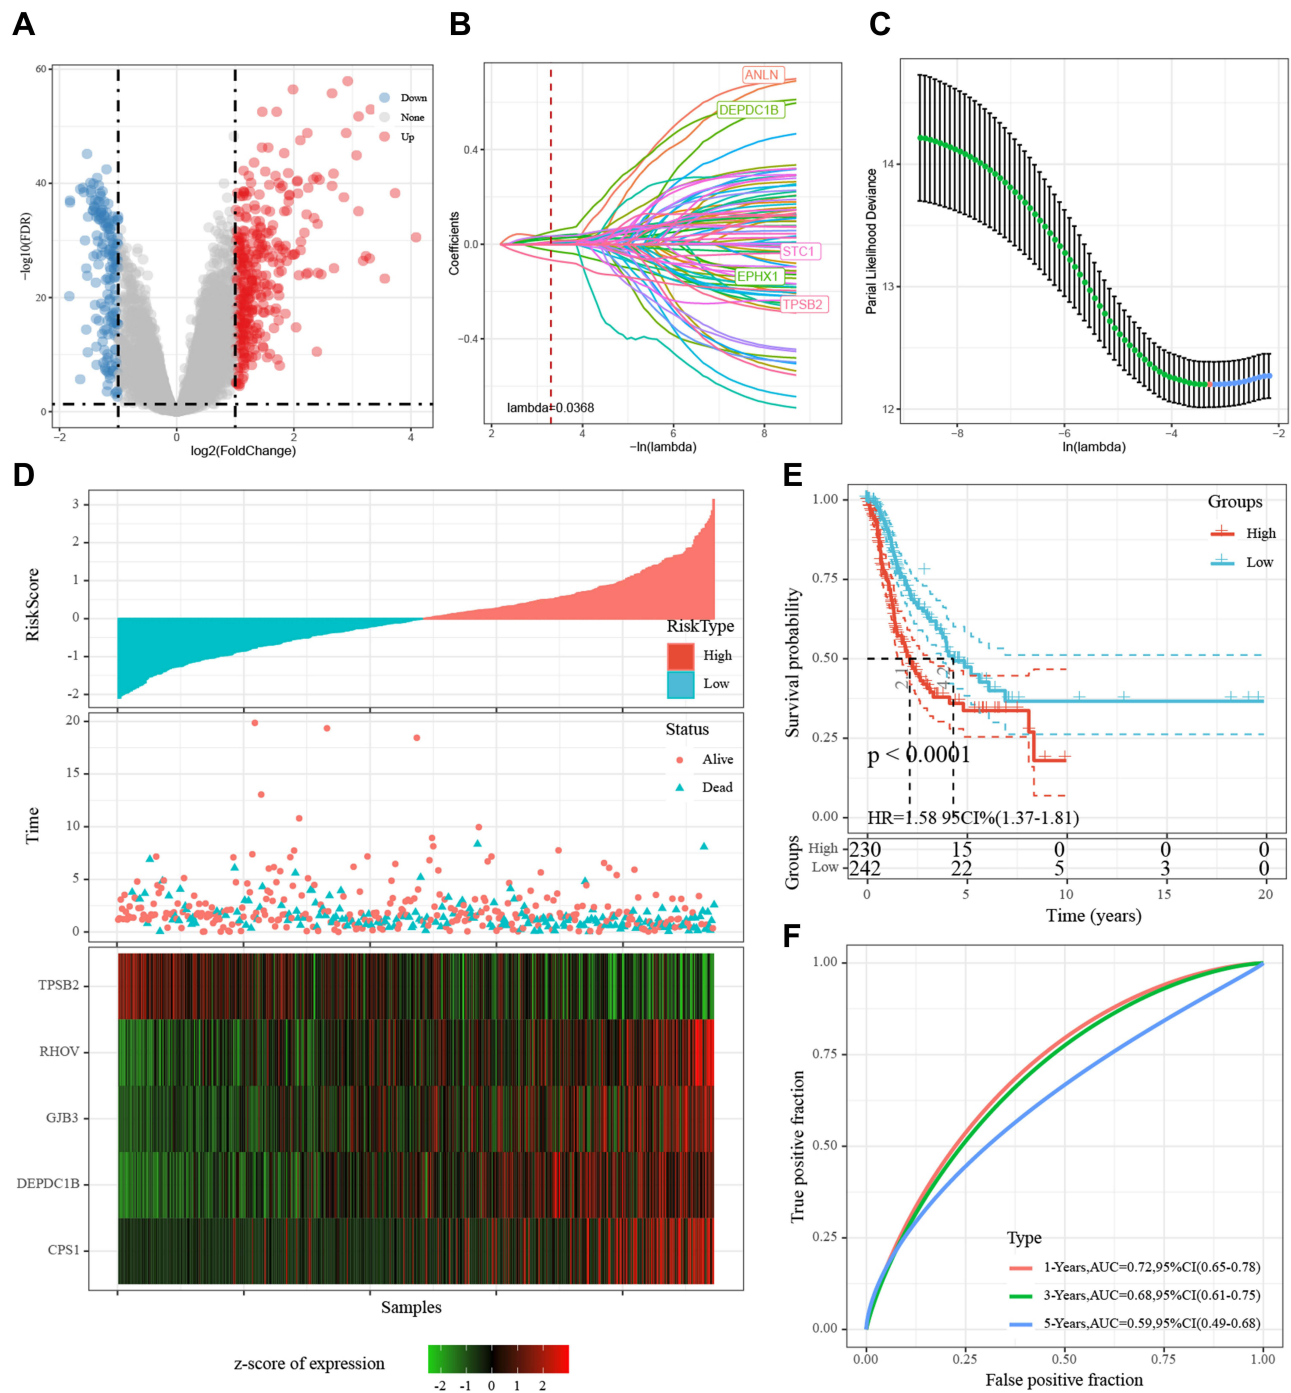 A
60
40
20
0
−log10(FDR)
−2
0
2
4
log2(FoldChange)
Down
None
Up
B
0.4
0.0
−0.4
Coefficients
ANLN
DEPDC1B
STC1
EPHX1
TPSB2
lambda=0.0368
2
4
6
8
−ln(lambda)
C
14
13
12
Parial Likelihood Deviance
−8
−6
−4
−2
ln(lambda)
D
3
2
1
0
-1
-2
RiskScore
RiskType
High
Low
20
15
10
5
0
Time
Status
Alive
Dead
TPSB2
RHOV
GJB3
DEPDC1B
CPS1
Samples
z-score of expression
-2 -1 0 1 2
E
1.00
0.75
0.50
0.25
0.00
Survival probability
Groups
High
Low
2.1
4.2
p < 0.0001
HR=1.58 95CI%(1.37-1.81)
Groups
High 230 15 0 0 0
Low 242 22 5 3 0
0 5 10 15 20
Time (years)
F
1.00
0.75
0.50
0.25
0.00
True positive fraction
Type
1-Years,AUC=0.72,95%CI(0.65-0.78)
3-Years,AUC=0.68,95%CI(0.61-0.75)
5-Years,AUC=0.59,95%CI(0.49-0.68)
0.00 0.25 0.50 0.75 1.00
False positive fraction